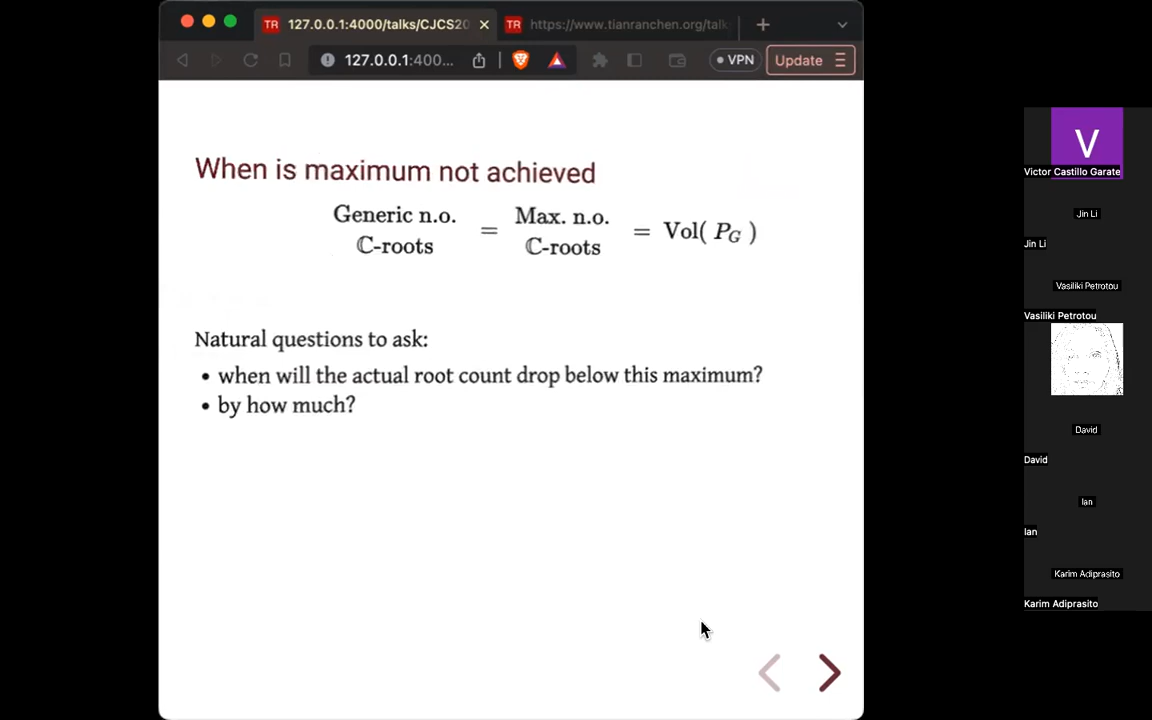 TR 127.0.0.1:4000/talks/CJCS20
TR https://www.tianranchen.org/talk
127.0.0.1:400...
VPN
Update
When is maximum not achieved
Generic n.o. Max. n.o.
= = Vol( P_G )
ℂ-roots ℂ-roots
Natural questions to ask:
• when will the actual root count drop below this maximum?
• by how much?
V
Victor Castillo Garate
Jin Li
Jin Li
Vasiliki Petrotou
Vasiliki Petrotou
David
David
Ian
Ian
Karim Adiprasito
Karim Adiprasito